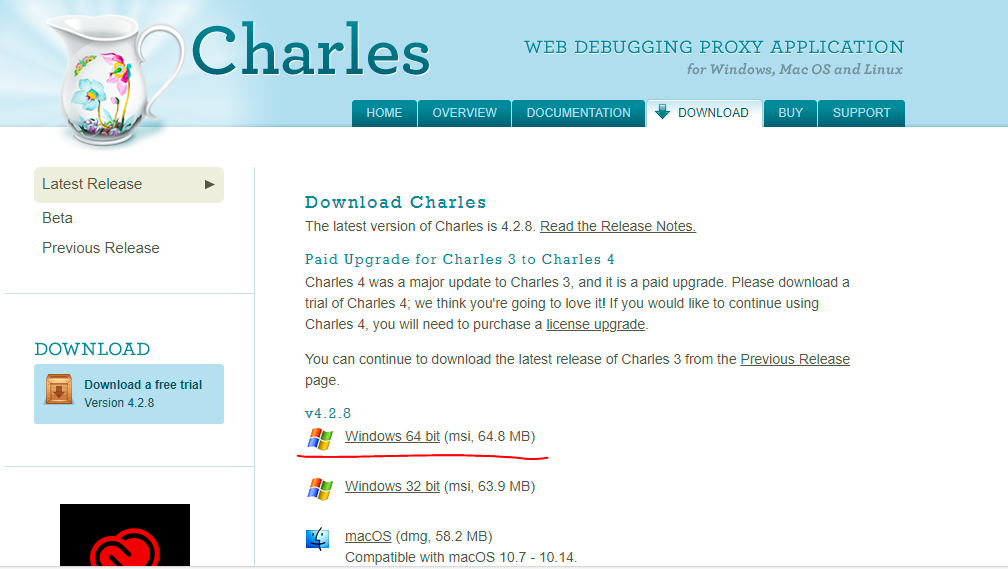 Charles
WEB DEBUGGING PROXY APPLICATION
for Windows, Mac OS and Linux
HOME
OVERVIEW
DOCUMENTATION
DOWNLOAD
BUY
SUPPORT
Latest Release
Beta
Previous Release
DOWNLOAD
Download a free trial
Version 4.2.8
Download Charles
The latest version of Charles is 4.2.8. Read the Release Notes.
Paid Upgrade for Charles 3 to Charles 4
Charles 4 was a major update to Charles 3, and it is a paid upgrade. Please download a
trial of Charles 4; we think you're going to love it! If you would like to continue using
Charles 4, you will need to purchase a license upgrade.
You can continue to download the latest release of Charles 3 from the Previous Release
page.
v4.2.8
Windows 64 bit (msi, 64.8 MB)
Windows 32 bit (msi, 63.9 MB)
macOS (dmg, 58.2 MB)
Compatible with macOS 10.7 - 10.14.